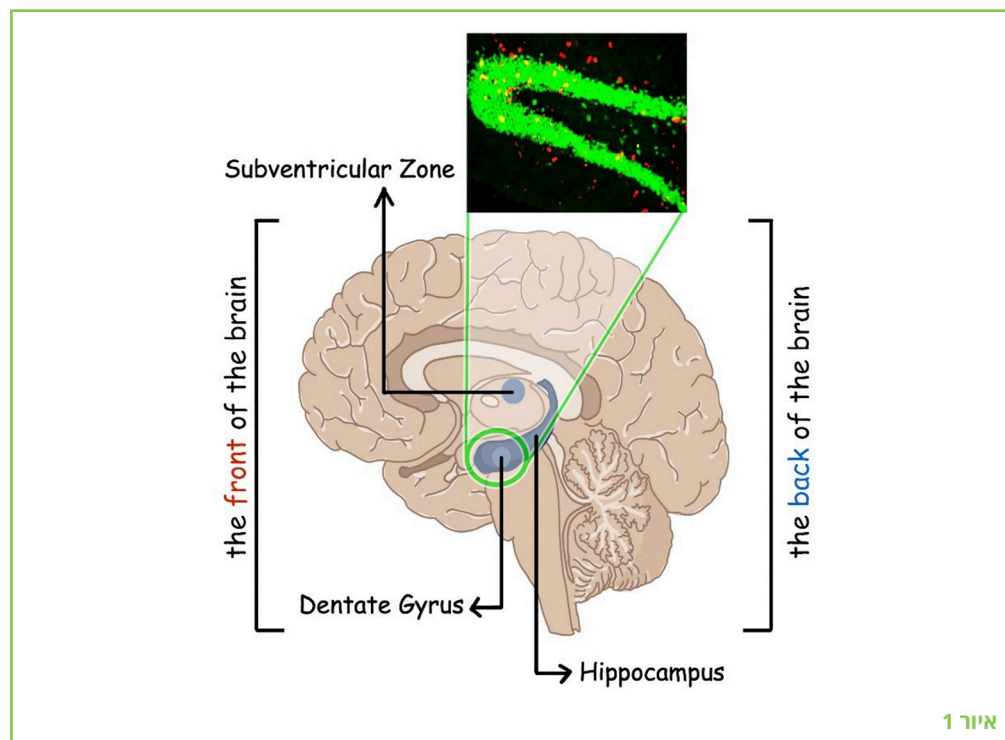 Subventricular Zone
the front of the brain
the back of the brain
Dentate Gyrus
Hippocampus
איור 1